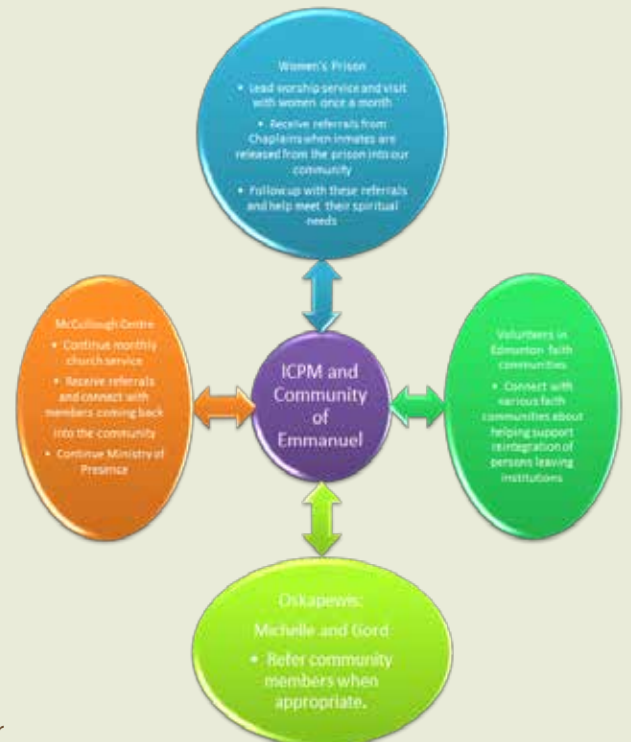 Women's Prison
• Lead worship service and visit
with women once a month
• Receive referrals from
Chaplains when inmates are
released from the prison into our
community
• Follow up with these referrals
and help meet their spiritual
needs
McCullough Centre
• Continue monthly
church service
• Receive referrals
and connect with
members coming back
into the community
• Continue Ministry of
Presence
ICPM and
Community
of
Emmanuel
Volunteers in
Edmonton faith
communities
• Connect with
various faith
communities about
helping support
reintegration of
persons leaving
institutions
Oskapewis:
Michelle and Gord
• Refer community
members when
appropriate.